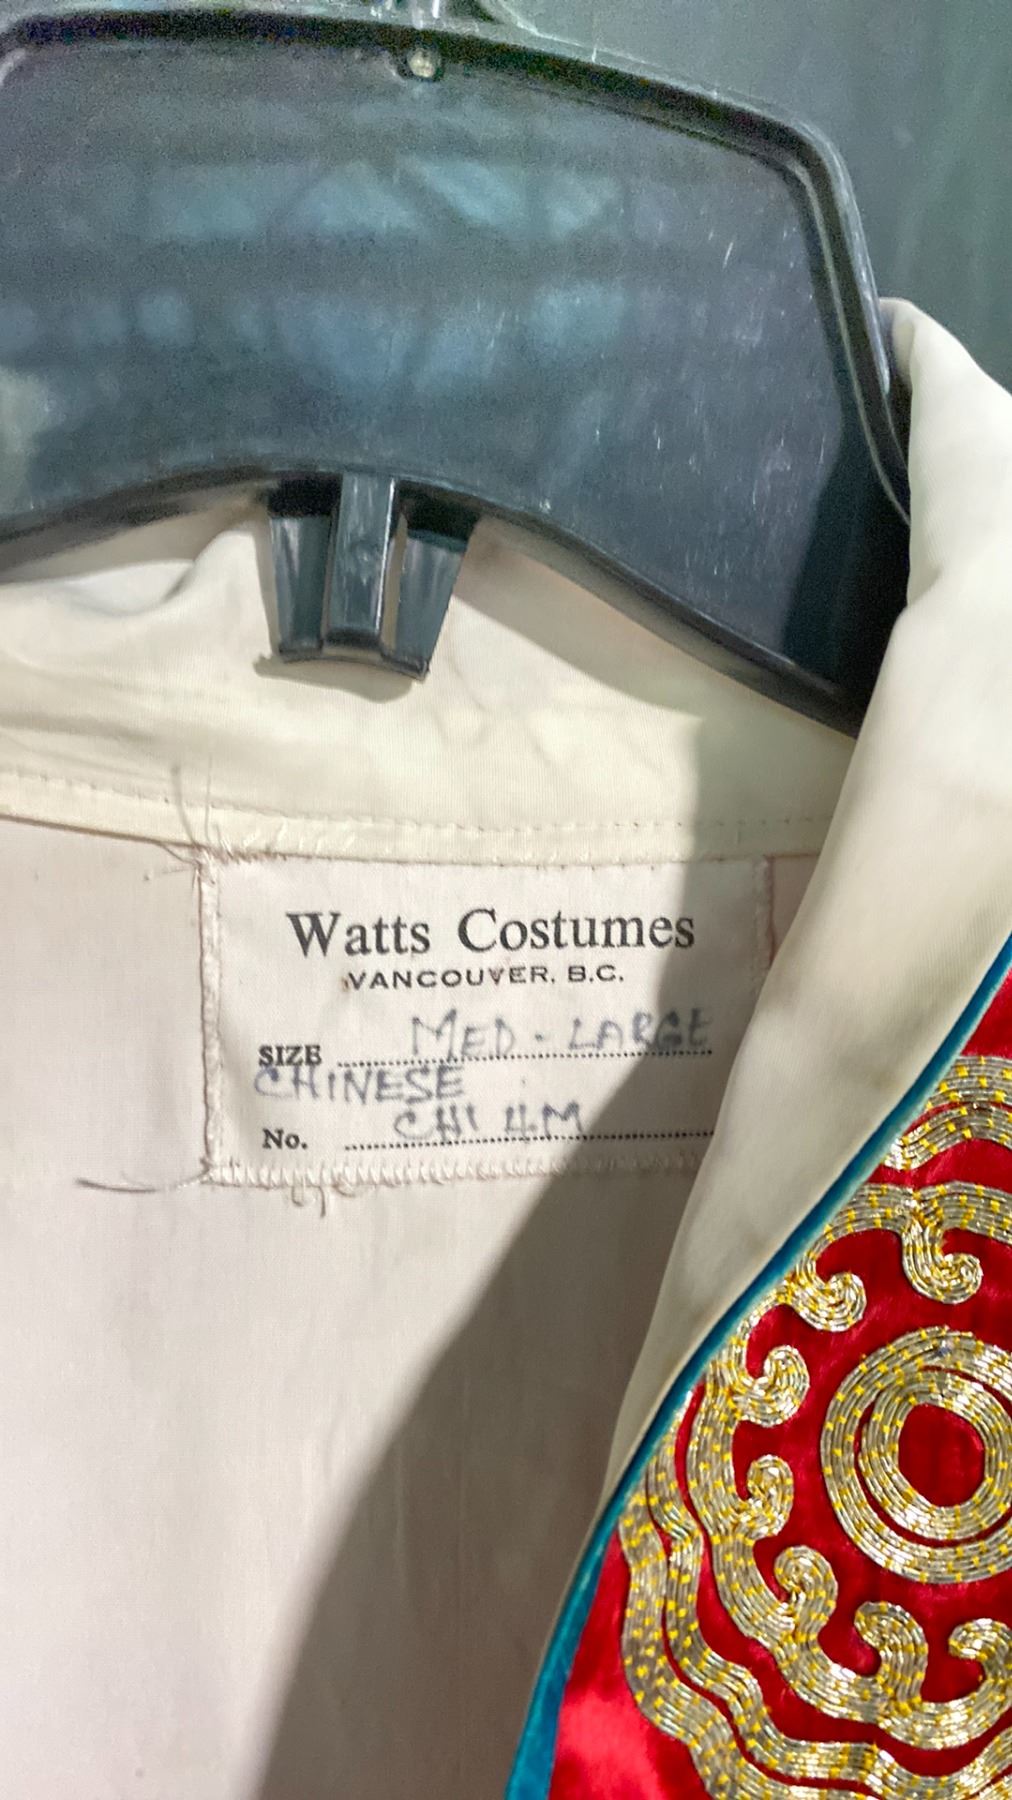 Watts Costumes
VANCOUVER, B.C.
SIZE MED - LARGE
CHINESE
No. CHI 4M